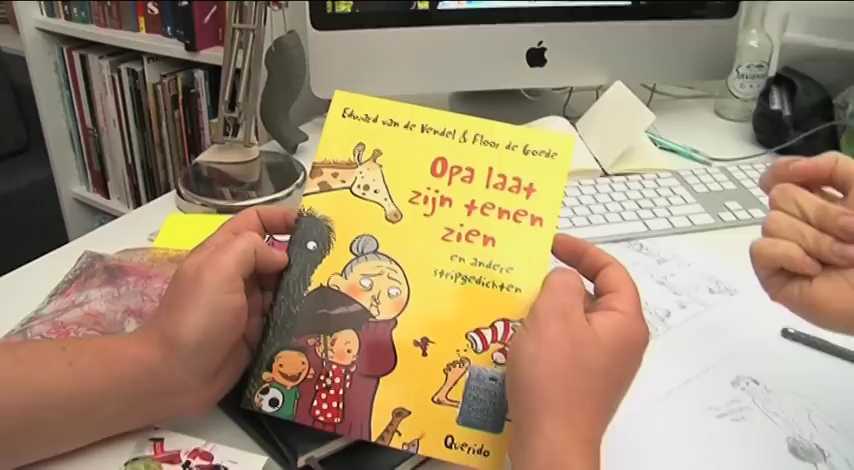 Edward van de Vendel & Floor de Goede
Opa laat
zijn tenen
zien
en andere
stripgedichten
Querido